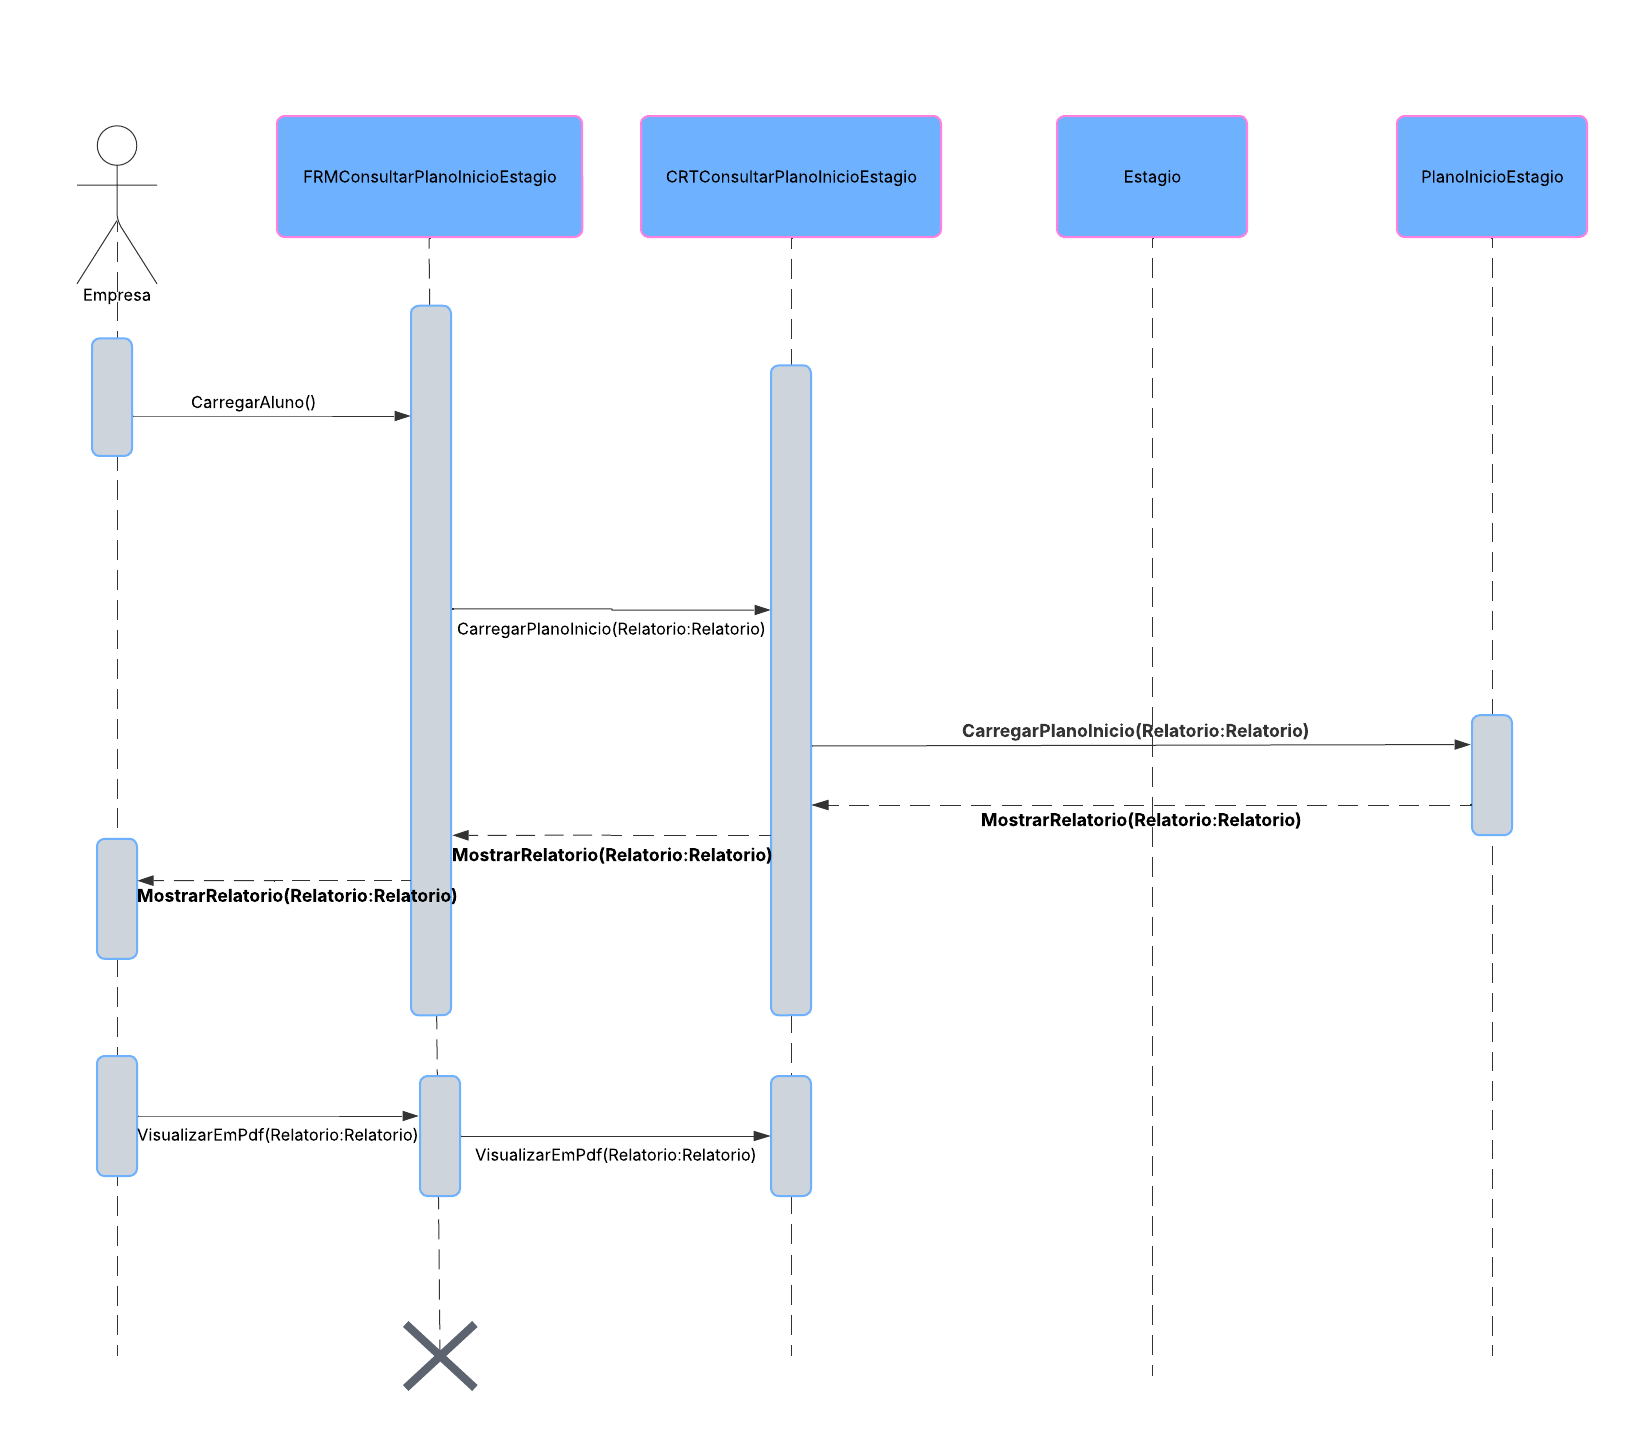 FRMConsultarPlanoInicioEstagio
CRTConsultarPlanoInicioEstagio
Estagio
PlanoInicioEstagio
Empresa
CarregarAluno()
CarregarPlanoInicio(Relatorio:Relatorio)
CarregarPlanoInicio(Relatorio:Relatorio)
MostrarRelatorio(Relatorio:Relatorio)
MostrarRelatorio(Relatorio:Relatorio)
MostrarRelatorio(Relatorio:Relatorio)
VisualizarEmPdf(Relatorio:Relatorio)
VisualizarEmPdf(Relatorio:Relatorio)